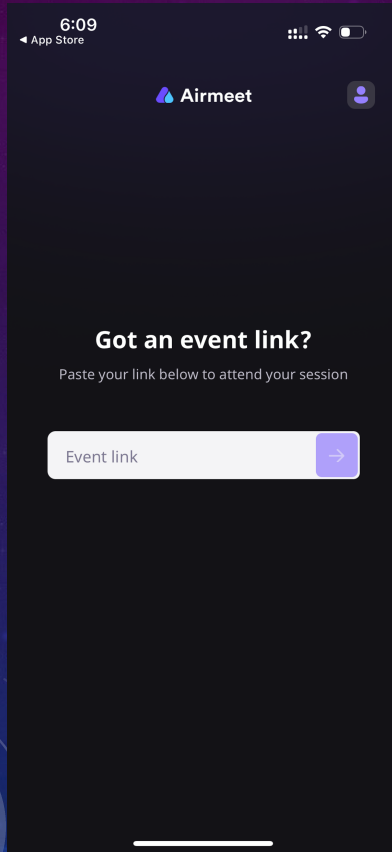 6:09
◀ App Store
Airmeet
Got an event link?
Paste your link below to attend your session
Event link